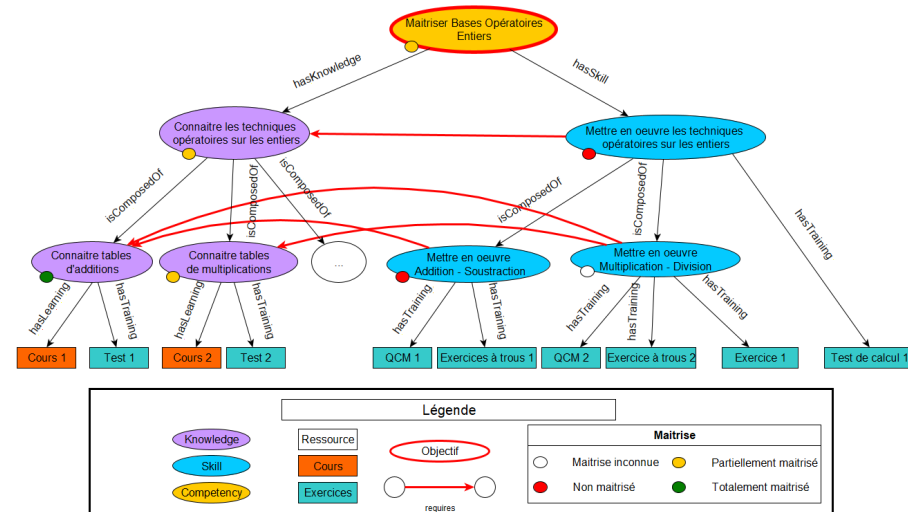 Maitriser Bases Opératoires
Entiers
hasKnowledge
hasSkill
Connaitre les techniques
opératoires sur les entiers
Mettre en oeuvre les techniques
opératoires sur les entiers
isComposedOf
isComposedOf
isComposedOf
isComposedOf
isComposedOf
hasTraining
Connaitre tables
d'additions
Connaitre tables
de multiplications
...
Mettre en oeuvre
Addition - Soustraction
Mettre en oeuvre
Multiplication - Division
hasLearning
hasTraining
hasLearning
hasTraining
hasTraining
hasTraining
hasTraining
hasTraining
hasTraining
Cours 1
Test 1
Cours 2
Test 2
QCM 1
Exercices à trous 1
QCM 2
Exercice à trous 2
Exercice 1
Test de calcul 1
Légende
Knowledge
Skill
Competency
Ressource
Cours
Exercices
Objectif
requires
Maitrise
Maitrise inconnue
Partiellement maitrisé
Non maitrisé
Totalement maitrisé